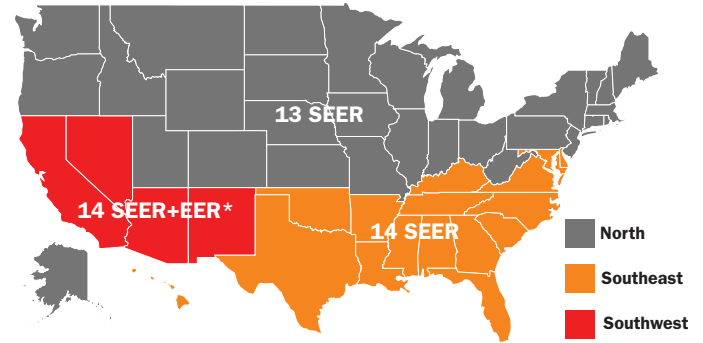 13 SEER
14 SEER+EER*
14 SEER
North
Southeast
Southwest